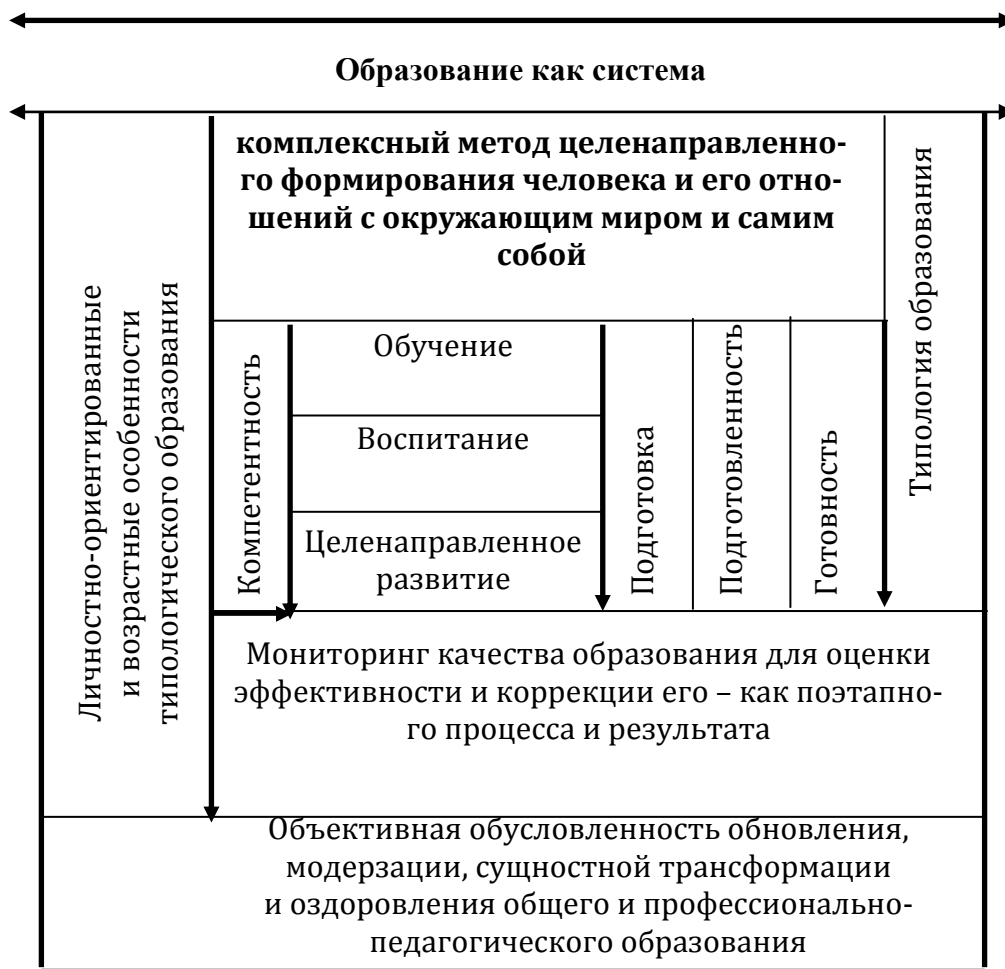 Образование как система
комплексный метод целенаправленно-
го формирования человека и его отно-
шений с окружающим миром и самим
собой
Личностно-ориентированные
и возрастные особенности
типологического образования
Компетентность
Обучение
Воспитание
Целенаправленное
развитие
Подготовка
Подготовленность
Готовность
Типология образования
Мониторинг качества образования для оценки
эффективности и коррекции его – как поэтапно-
го процесса и результата
Объективная обусловленность обновления,
модерзации, сущностной трансформации
и оздоровления общего и профессионально-
педагогического образования